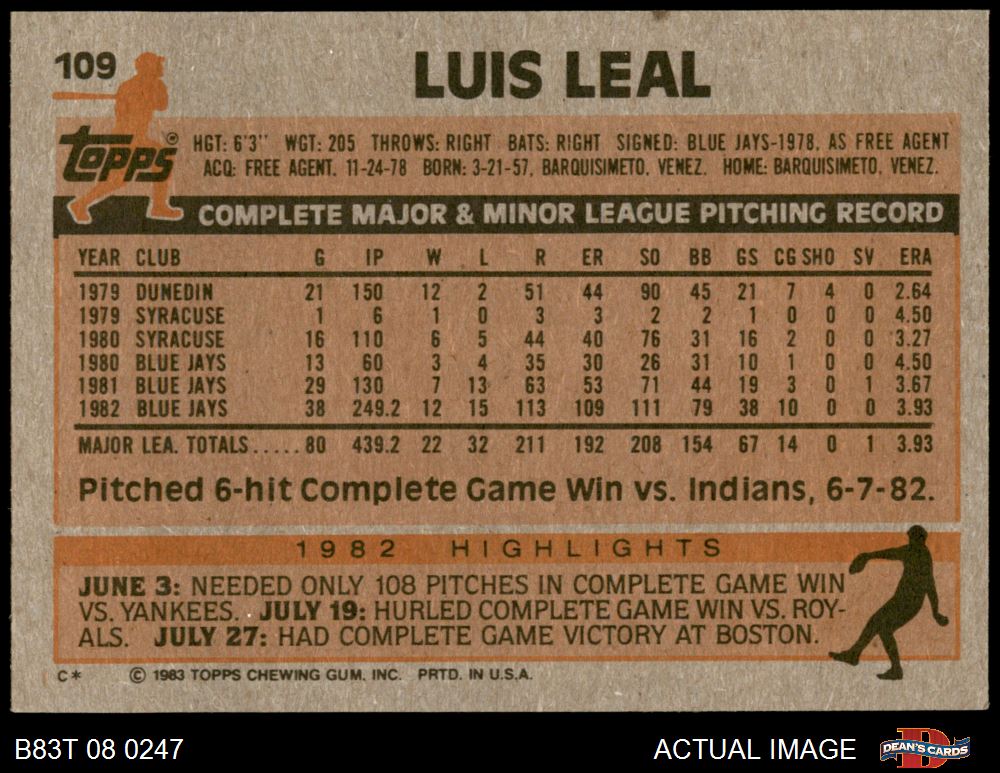 109
LUIS LEAL
topps®
HGT: 6'3" WGT: 205 THROWS: RIGHT BATS: RIGHT SIGNED: BLUE JAYS-1978, AS FREE AGENT
ACQ: FREE AGENT, 11-24-78 BORN: 3-21-57, BARQUISIMETO, VENEZ. HOME: BARQUISIMETO, VENEZ.
COMPLETE MAJOR & MINOR LEAGUE PITCHING RECORD
YEAR CLUB G IP W L R ER SO BB GS CG SHO SV ERA
1979 DUNEDIN 21 150 12 2 51 44 90 45 21 7 4 0 2.64
1979 SYRACUSE 1 6 1 0 3 3 2 2 1 0 0 0 4.50
1980 SYRACUSE 16 110 6 5 44 40 76 31 16 2 0 0 3.27
1980 BLUE JAYS 13 60 3 4 35 30 26 31 10 1 0 0 4.50
1981 BLUE JAYS 29 130 7 13 63 53 71 44 19 3 0 1 3.67
1982 BLUE JAYS 38 249.2 12 15 113 109 111 79 38 10 0 0 3.93
MAJOR LEA. TOTALS..... 80 439.2 22 32 211 192 208 154 67 14 0 1 3.93
Pitched 6-hit Complete Game Win vs. Indians, 6-7-82.
1982 HIGHLIGHTS
JUNE 3: NEEDED ONLY 108 PITCHES IN COMPLETE GAME WIN
VS. YANKEES. JULY 19: HURLED COMPLETE GAME WIN VS. ROY-
ALS. JULY 27: HAD COMPLETE GAME VICTORY AT BOSTON.
C* © 1983 TOPPS CHEWING GUM, INC. PRTD. IN U.S.A.
B83T 08 0247 ACTUAL IMAGE DEAN'S CARDS